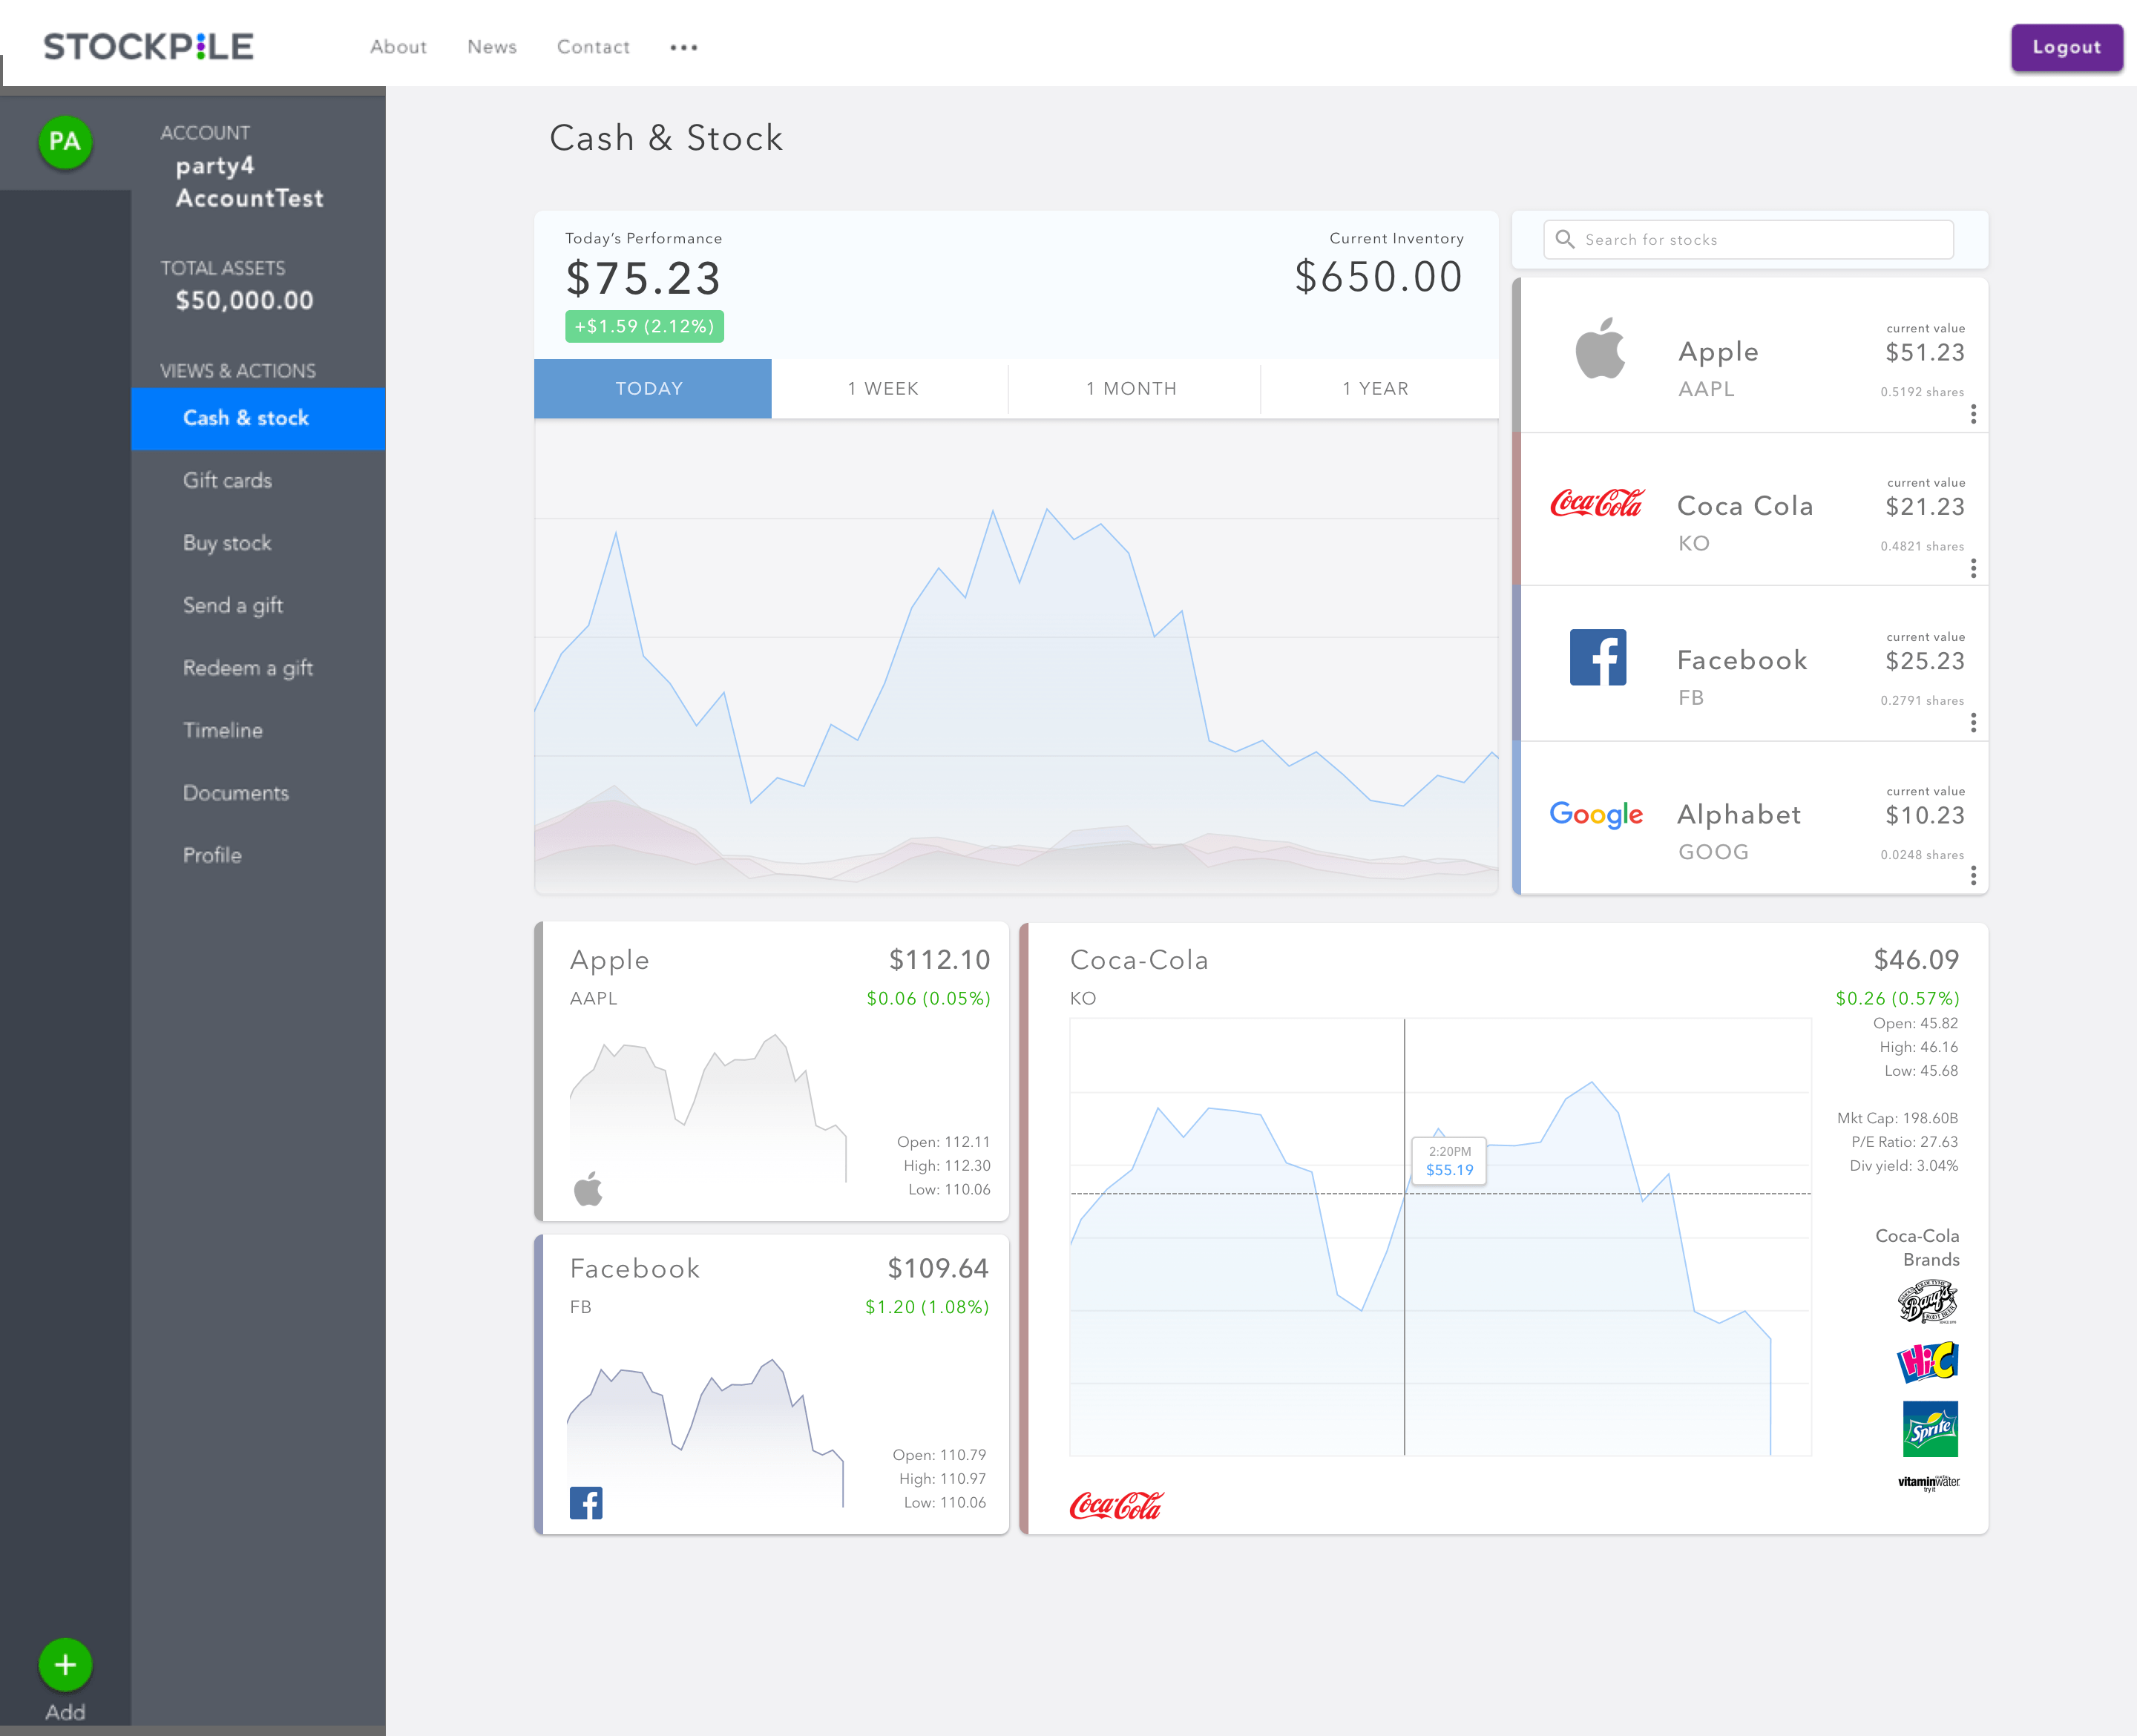 STOCKPILE
About
News
Contact
Logout
PA
ACCOUNT
party4
AccountTest
TOTAL ASSETS
$50,000.00
VIEWS & ACTIONS
Cash & stock
Gift cards
Buy stock
Send a gift
Redeem a gift
Timeline
Documents
Profile
+
Add
Cash & Stock
Today's Performance
$75.23
+$1.59 (2.12%)
Current Inventory
$650.00
TODAY
1 WEEK
1 MONTH
1 YEAR
Search for stocks
Apple
AAPL
current value
$51.23
0.5192 shares
Coca-Cola
Coca Cola
KO
current value
$21.23
0.4821 shares
f
Facebook
FB
current value
$25.23
0.2791 shares
Google
Alphabet
GOOG
current value
$10.23
0.0248 shares
Apple
$112.10
AAPL
$0.06 (0.05%)
Open: 112.11
High: 112.30
Low: 110.06
Facebook
$109.64
FB
$1.20 (1.08%)
Open: 110.79
High: 110.97
Low: 110.06
f
Coca-Cola
$46.09
KO
$0.26 (0.57%)
Open: 45.82
High: 46.16
Low: 45.68
Mkt Cap: 198.60B
P/E Ratio: 27.63
Div yield: 3.04%
2:20PM
$55.19
Coca-Cola
Brands
Barq's
Hi-C
Sprite
vitaminwater
try it
Coca-Cola